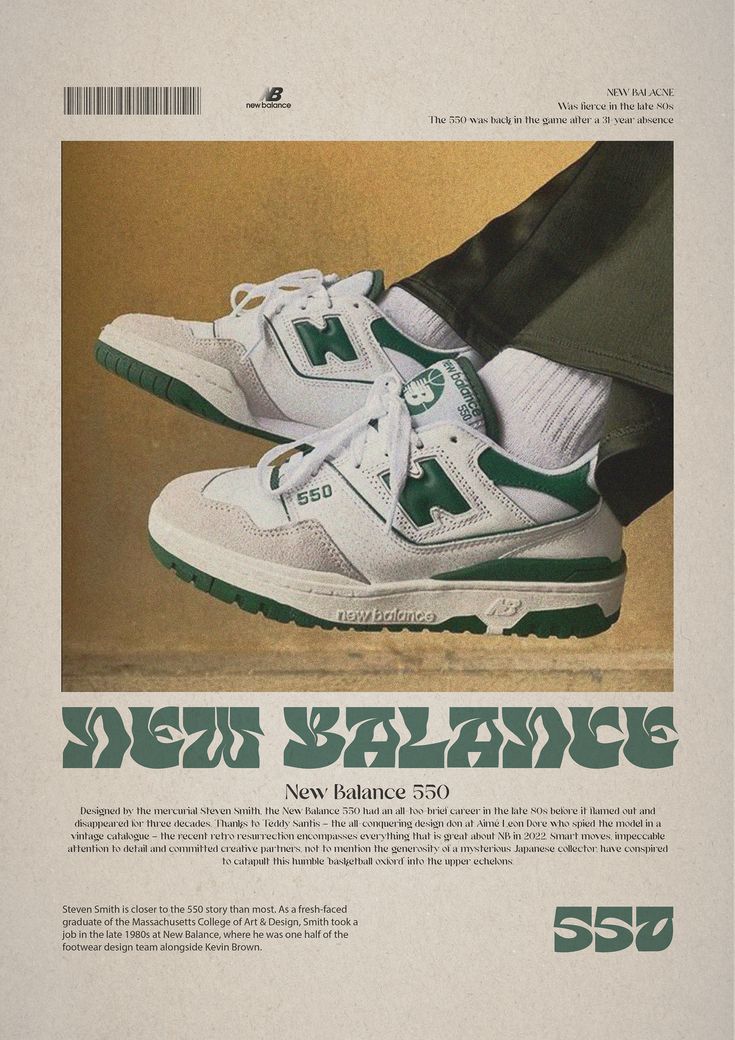 NB
new balance
NEW BALACNE
Was fierce in the late 80s
The 550 was back in the game after a 31-year absence
N
new balance
NB
550
N
550
new balance
NB
NEW BALANCE
New Balance 550
Designed by the mercurial Steven Smith, the New Balance 550 had an all-too-brief career in the late 80s before it flamed out and
disappeared for three decades. Thanks to Teddy Santis – the all-conquering design don at Aimé Leon Dore who spied the model in a
vintage catalogue – the recent retro resurrection encompasses everything that is great about NB in 2022. Smart moves, impeccable
attention to detail and committed creative partners, not to mention the generosity of a mysterious Japanese collector, have conspired
to catapult this humble 'basketball oxford' into the upper echelons.
Steven Smith is closer to the 550 story than most. As a fresh-faced
graduate of the Massachusetts College of Art & Design, Smith took a
job in the late 1980s at New Balance, where he was one half of the
footwear design team alongside Kevin Brown.
550